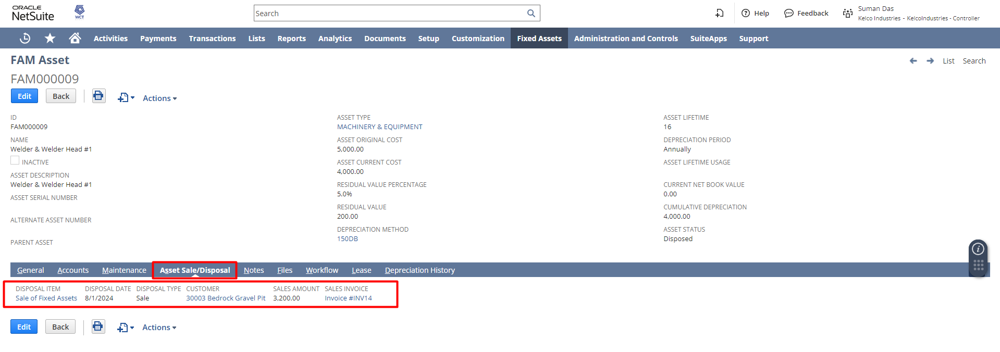 ORACLE
NetSuite
WCT
Search
Help
Feedback
Suman Das
Kelco Industries - KelcoIndustries - Controller
Activities Payments Transactions Lists Reports Analytics Documents Setup Customization Fixed Assets Administration and Controls SuiteApps Support
FAM Asset
List Search
FAM000009
Edit Back Actions
ID
FAM000009
NAME
Welder & Welder Head #1
INACTIVE
ASSET DESCRIPTION
Welder & Welder Head #1
ASSET SERIAL NUMBER
ALTERNATE ASSET NUMBER
PARENT ASSET
ASSET TYPE
MACHINERY & EQUIPMENT
ASSET ORIGINAL COST
5,000.00
ASSET CURRENT COST
4,000.00
RESIDUAL VALUE PERCENTAGE
5.0%
RESIDUAL VALUE
200.00
DEPRECIATION METHOD
150DB
ASSET LIFETIME
16
DEPRECIATION PERIOD
Annually
ASSET LIFETIME USAGE
CURRENT NET BOOK VALUE
0.00
CUMULATIVE DEPRECIATION
4,000.00
ASSET STATUS
Disposed
General Accounts Maintenance Asset Sale/Disposal Notes Files Workflow Lease Depreciation History
DISPOSAL ITEM DISPOSAL DATE DISPOSAL TYPE CUSTOMER SALES AMOUNT SALES INVOICE
Sale of Fixed Assets 8/1/2024 Sale 30003 Bedrock Gravel Pit 3,200.00 Invoice #INV14
Edit Back Actions